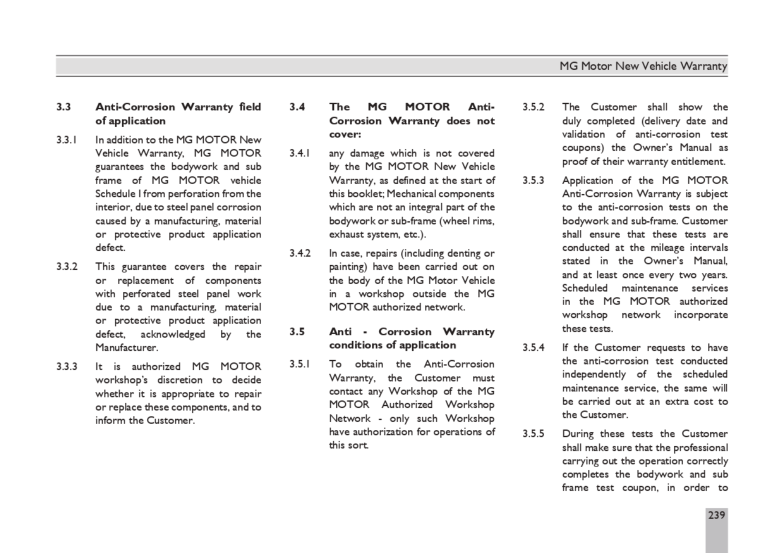 MG Motor New Vehicle Warranty
3.3 Anti-Corrosion Warranty field
of application
3.3.1 In addition to the MG MOTOR New
Vehicle Warranty, MG MOTOR
guarantees the bodywork and sub
frame of MG MOTOR vehicle
Schedule I from perforation from the
interior, due to steel panel corrosion
caused by a manufacturing, material
or protective product application
defect.
3.3.2 This guarantee covers the repair
or replacement of components
with perforated steel panel work
due to a manufacturing, material
or protective product application
defect, acknowledged by the
Manufacturer.
3.3.3 It is authorized MG MOTOR
workshop's discretion to decide
whether it is appropriate to repair
or replace these components, and to
inform the Customer.
3.4 The MG MOTOR Anti-
Corrosion Warranty does not
cover:
3.4.1 any damage which is not covered
by the MG MOTOR New Vehicle
Warranty, as defined at the start of
this booklet; Mechanical components
which are not an integral part of the
bodywork or sub-frame (wheel rims,
exhaust system, etc.).
3.4.2 In case, repairs (including denting or
painting) have been carried out on
the body of the MG Motor Vehicle
in a workshop outside the MG
MOTOR authorized network.
3.5 Anti - Corrosion Warranty
conditions of application
3.5.1 To obtain the Anti-Corrosion
Warranty, the Customer must
contact any Workshop of the MG
MOTOR Authorized Workshop
Network - only such Workshop
have authorization for operations of
this sort.
3.5.2 The Customer shall show the
duly completed (delivery date and
validation of anti-corrosion test
coupons) the Owner's Manual as
proof of their warranty entitlement.
3.5.3 Application of the MG MOTOR
Anti-Corrosion Warranty is subject
to the anti-corrosion tests on the
bodywork and sub-frame. Customer
shall ensure that these tests are
conducted at the mileage intervals
stated in the Owner's Manual,
and at least once every two years.
Scheduled maintenance services
in the MG MOTOR authorized
workshop network incorporate
these tests.
3.5.4 If the Customer requests to have
the anti-corrosion test conducted
independently of the scheduled
maintenance service, the same will
be carried out at an extra cost to
the Customer.
3.5.5 During these tests the Customer
shall make sure that the professional
carrying out the operation correctly
completes the bodywork and sub
frame test coupon, in order to
239